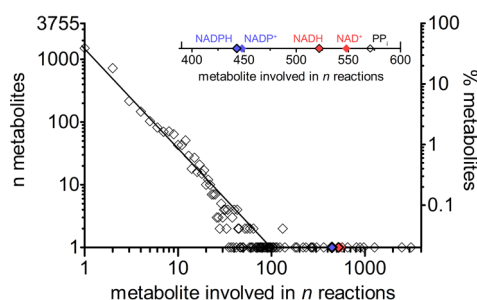 3755
1000
100
10
1
n metabolites
1
10
100
1000
metabolite involved in n reactions
100
10
1
0.1
% metabolites
NADPH NADP⁺ NADH NAD⁺ PPᵢ
400 450 500 550 600
metabolite involved in n reactions